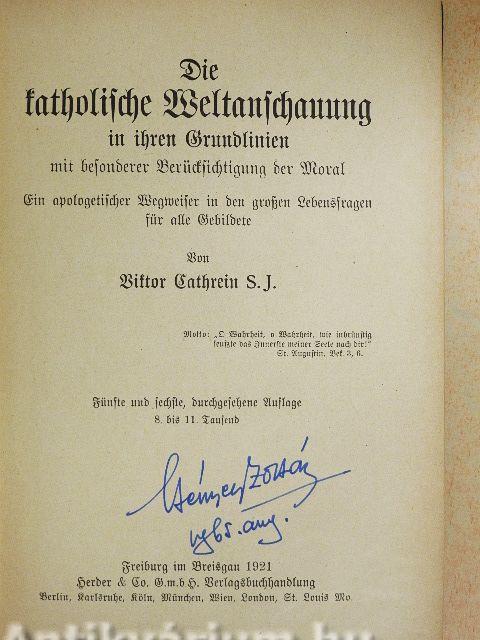 Die
katholische Weltanschauung
in ihren Grundlinien
mit besonderer Berücksichtigung der Moral
Ein apologetischer Wegweiser in den großen Lebensfragen
für alle Gebildete
Von
Viktor Cathrein S. J.
Motto: „O Wahrheit, o Wahrheit, wie inbrünstig
seufzte das Innerste meiner Seele nach dir!“
St. Augustin, Bek. 3, 6.
Fünfte und sechste, durchgesehene Auflage
8. bis 11. Tausend
Zoltán
Freiburg im Breisgau 1921
Herder & Co. G.m.b.H. Verlagsbuchhandlung
Berlin, Karlsruhe, Köln, München, Wien, London, St. Louis Mo.
Antikvárium.hu